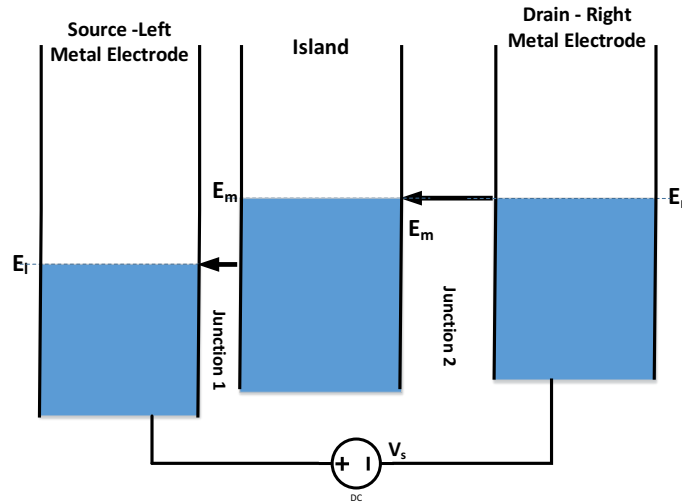 Source -Left
Metal Electrode
Island
Drain - Right
Metal Electrode
Em
Em
El
Junction 1
Junction 2
+
Vs
DC